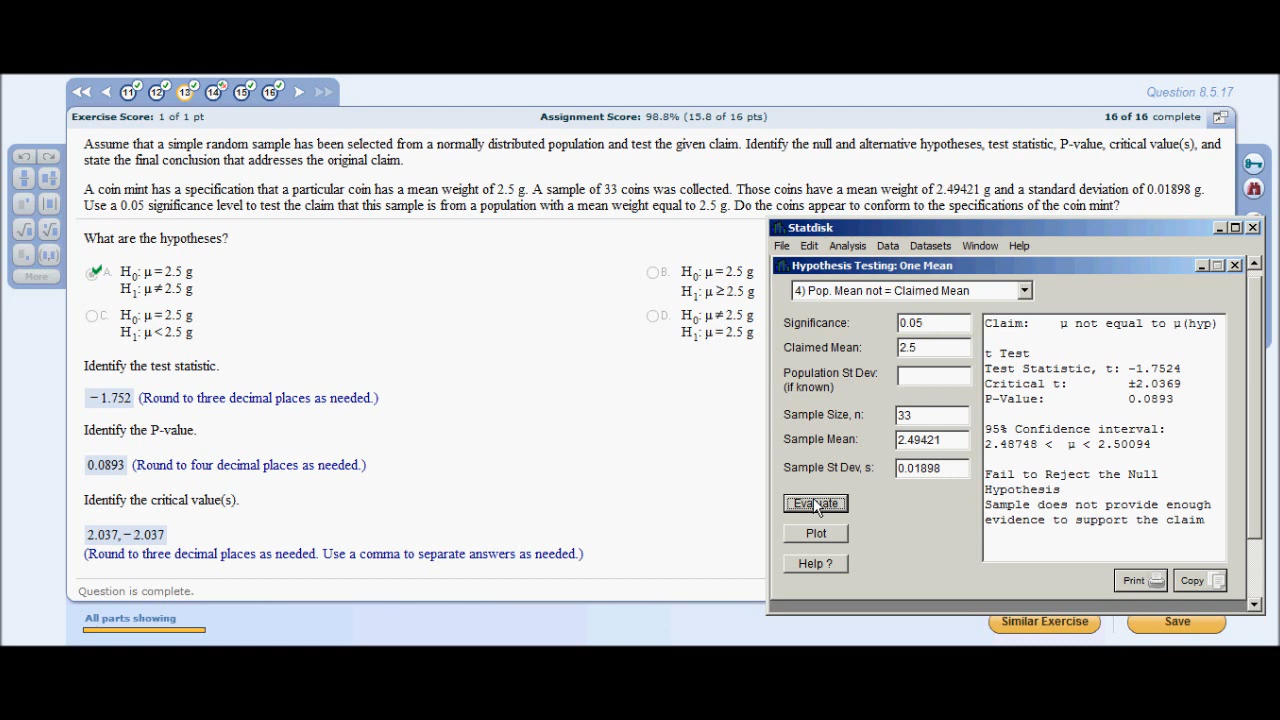 11 12 13 14 15 16
Question 8.5.17
Exercise Score: 1 of 1 pt
Assignment Score: 98.8% (15.8 of 16 pts)
16 of 16 complete
Assume that a simple random sample has been selected from a normally distributed population and test the given claim. Identify the null and alternative hypotheses, test statistic, P-value, critical value(s), and
state the final conclusion that addresses the original claim.
A coin mint has a specification that a particular coin has a mean weight of 2.5 g. A sample of 33 coins was collected. Those coins have a mean weight of 2.49421 g and a standard deviation of 0.01898 g.
Use a 0.05 significance level to test the claim that this sample is from a population with a mean weight equal to 2.5 g. Do the coins appear to conform to the specifications of the coin mint?
What are the hypotheses?
A. H0: μ = 2.5 g
H1: μ ≠ 2.5 g
B. H0: μ = 2.5 g
H1: μ ≥ 2.5 g
C. H0: μ = 2.5 g
H1: μ < 2.5 g
D. H0: μ ≠ 2.5 g
H1: μ = 2.5 g
Identify the test statistic.
−1.752 (Round to three decimal places as needed.)
Identify the P-value.
0.0893 (Round to four decimal places as needed.)
Identify the critical value(s).
2.037, −2.037
(Round to three decimal places as needed. Use a comma to separate answers as needed.)
Question is complete.
All parts showing
Similar Exercise
Save
More
Statdisk
File Edit Analysis Data Datasets Window Help
Hypothesis Testing: One Mean
4) Pop. Mean not = Claimed Mean
Significance: 0.05
Claimed Mean: 2.5
Population St Dev:
(if known)
Sample Size, n: 33
Sample Mean: 2.49421
Sample St Dev, s: 0.01898
Evaluate
Plot
Help ?
Claim: μ not equal to μ(hyp)
t Test
Test Statistic, t: -1.7524
Critical t: ±2.0369
P-Value: 0.0893
95% Confidence interval:
2.48748 < μ < 2.50094
Fail to Reject the Null
Hypothesis
Sample does not provide enough
evidence to support the claim
Print
Copy